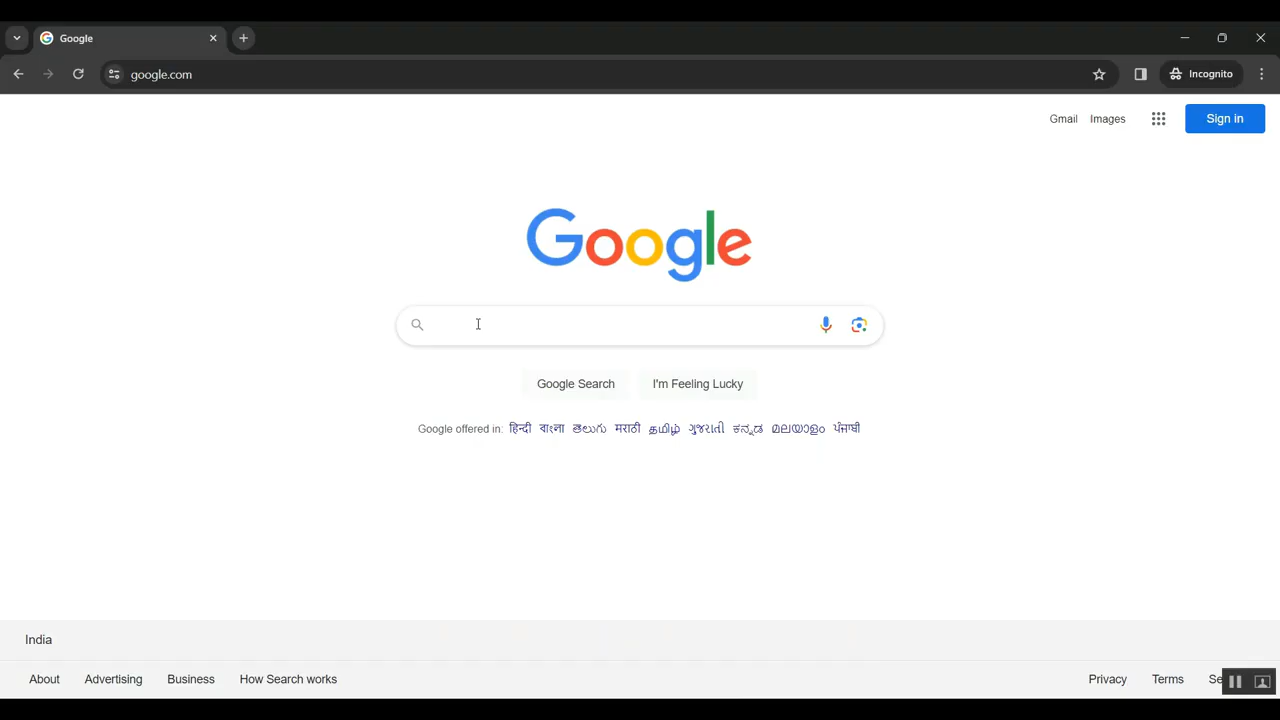 Google
google.com
Incognito
Gmail Images Sign in
Google
Google Search I'm Feeling Lucky
Google offered in: हिन्दी বাংলা తెలుగు मराठी தமிழ் ગુજરાતી ಕನ್ನಡ മലയാളം ਪੰਜਾਬੀ
India
About Advertising Business How Search works Privacy Terms Se